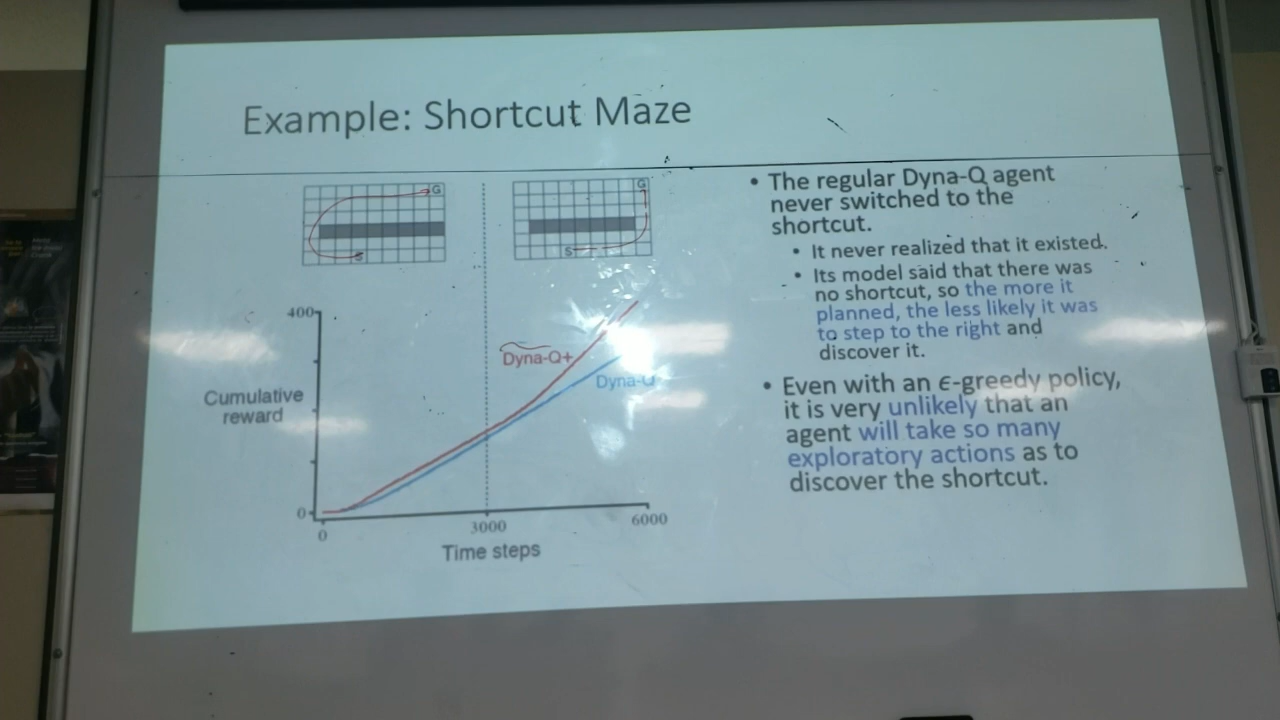 Example: Shortcut Maze
G
S
G
S
400
Cumulative
reward
0
0
3000
6000
Time steps
Dyna-Q+
Dyna-Q
• The regular Dyna-Q agent
never switched to the
shortcut.
• It never realized that it existed.
• Its model said that there was
no shortcut, so the more it
planned, the less likely it was
to step to the right and
discover it.
• Even with an ϵ-greedy policy,
it is very unlikely that an
agent will take so many
exploratory actions as to
discover the shortcut.